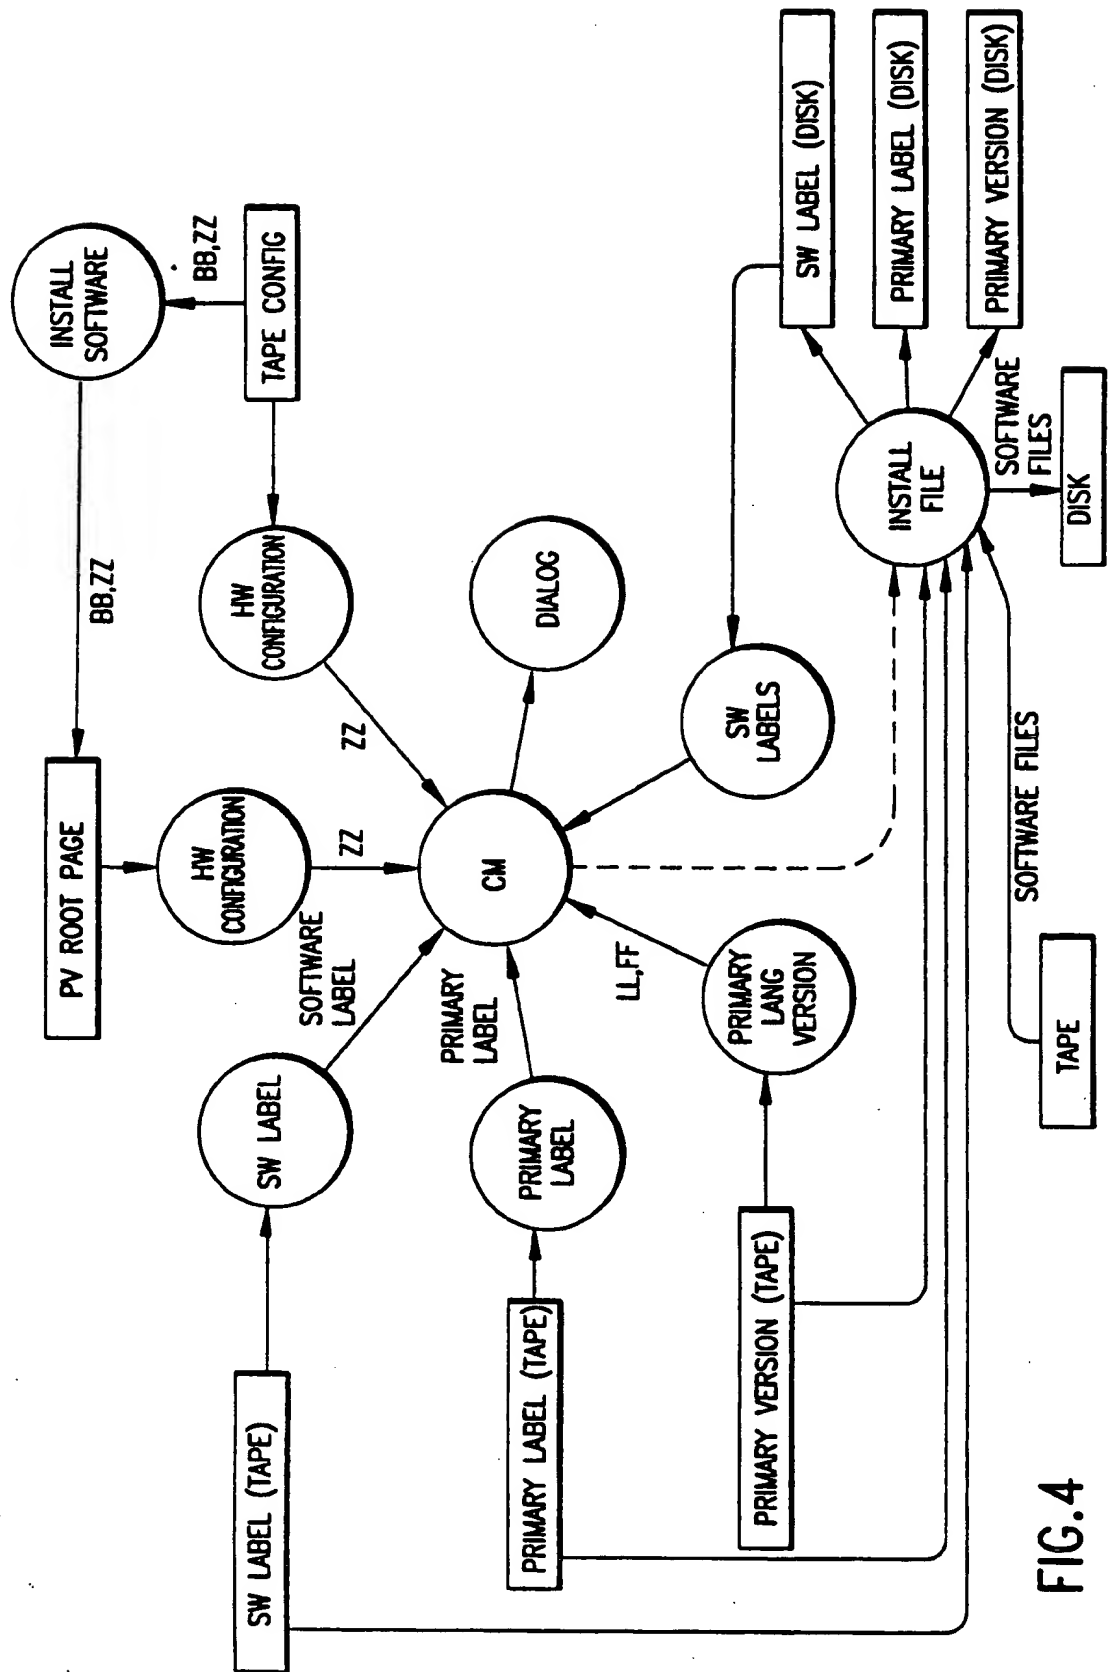 INSTALL
SOFTWARE
BB,ZZ
TAPE CONFIG
BB,ZZ
PV ROOT PAGE
HW
CONFIGURATION
ZZ
HW
CONFIGURATION
ZZ
SOFTWARE
LABEL
SW LABEL
SW LABEL (TAPE)
DIALOG
CM
PRIMARY
LABEL
PRIMARY
LABEL
PRIMARY LABEL (TAPE)
SW
LABELS
LL,FF
PRIMARY
LANG
VERSION
PRIMARY VERSION (TAPE)
SW LABEL (DISK)
PRIMARY LABEL (DISK)
PRIMARY VERSION (DISK)
INSTALL
FILE
SOFTWARE
FILES
DISK
SOFTWARE FILES
TAPE
FIG.4